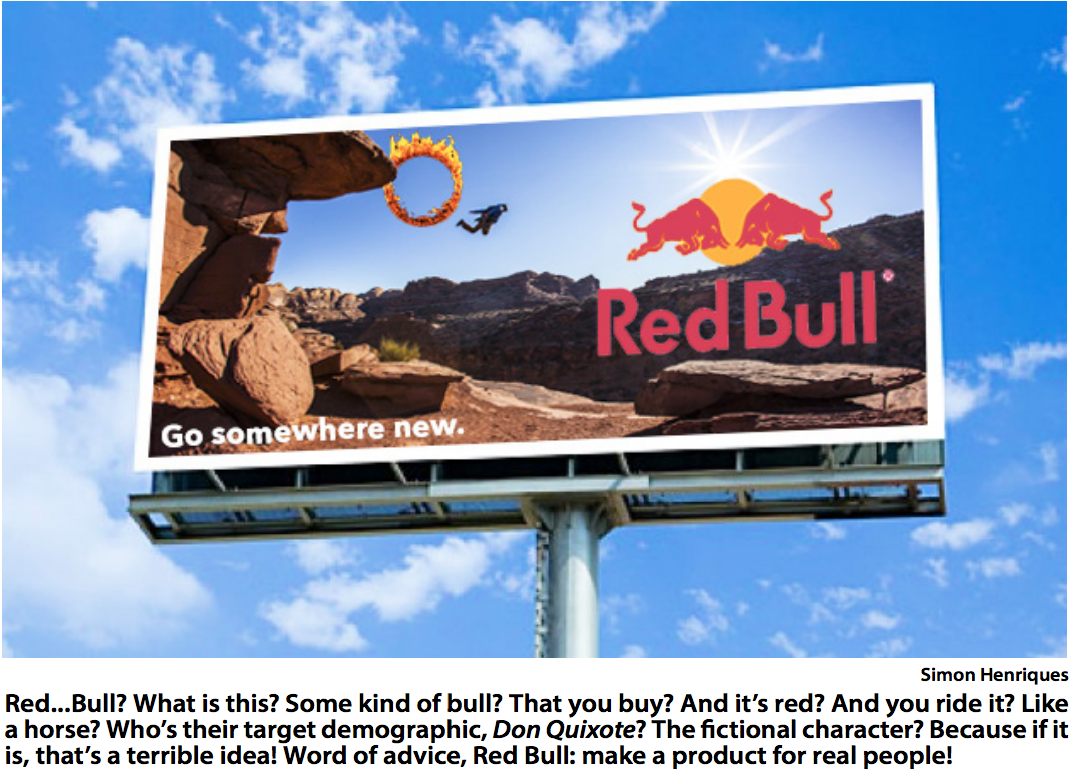 Red Bull
Go somewhere new.
Simon Henriques
Red...Bull? What is this? Some kind of bull? That you buy? And it's red? And you ride it? Like
a horse? Who's their target demographic, Don Quixote? The fictional character? Because if it
is, that's a terrible idea! Word of advice, Red Bull: make a product for real people!